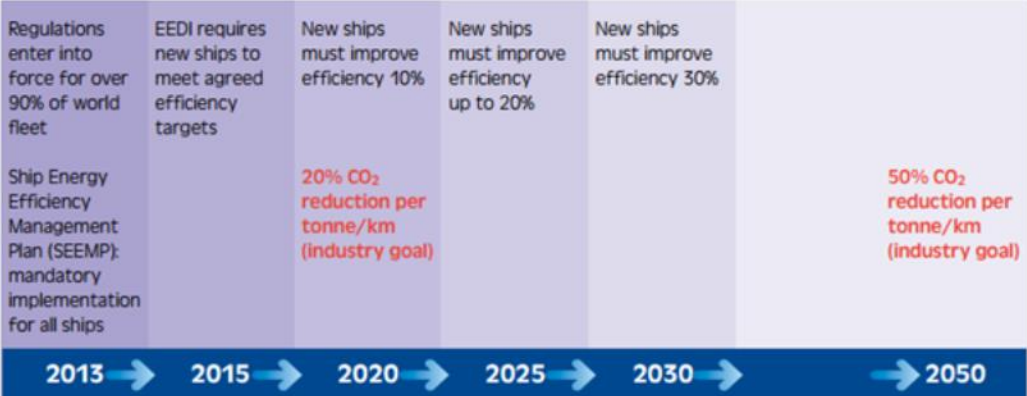 Regulations
enter into
force for over
90% of world
fleet
Ship Energy
Efficiency
Management
Plan (SEEMP):
mandatory
implementation
for all ships
EEDI requires
new ships to
meet agreed
efficiency
targets
New ships
must improve
efficiency 10%
20% CO₂
reduction per
tonne/km
(industry goal)
New ships
must improve
efficiency
up to 20%
New ships
must improve
efficiency 30%
50% CO₂
reduction per
tonne/km
(industry goal)
2013
2015
2020
2025
2030
2050